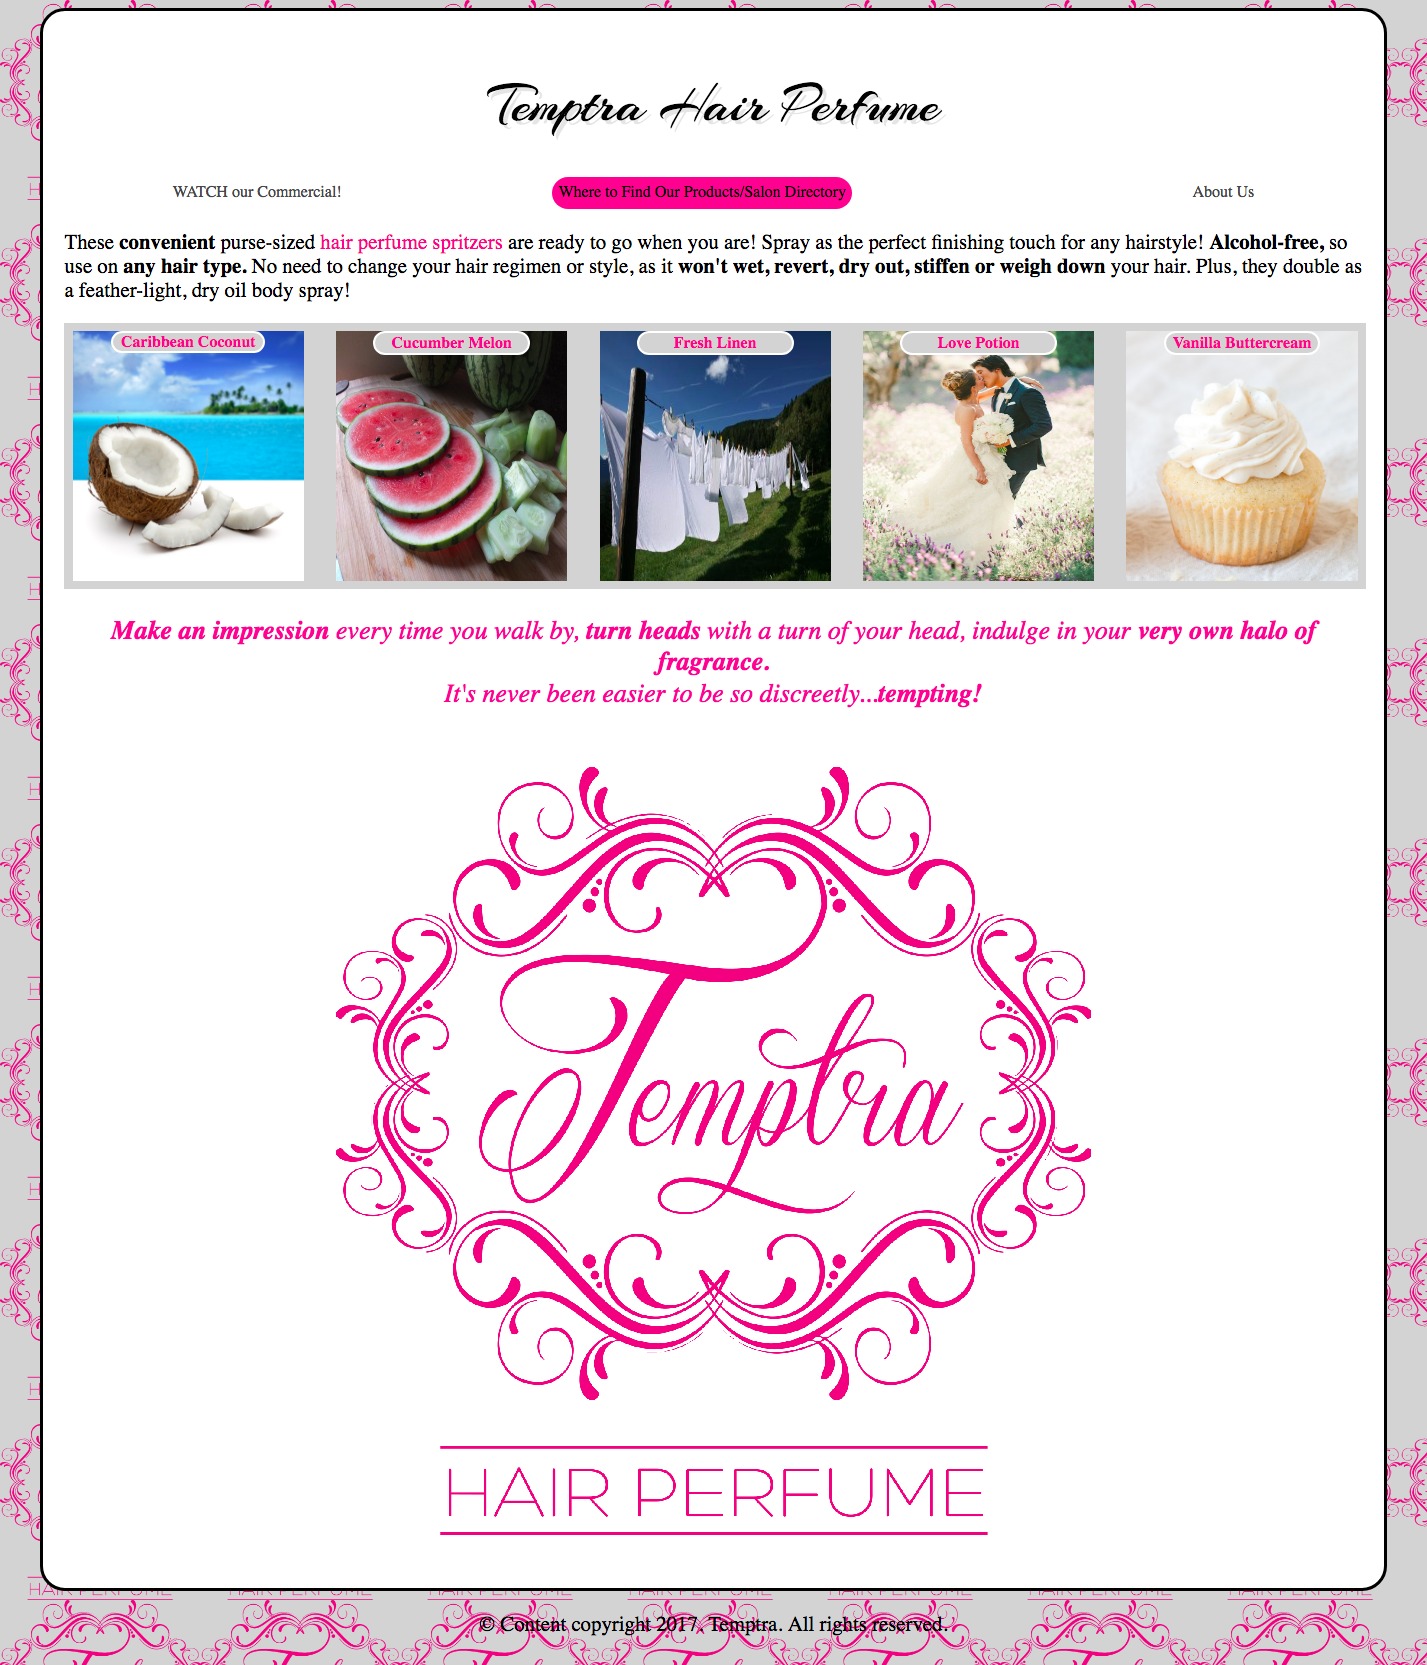 Temptra Hair Perfume
WATCH our Commercial!
Where to Find Our Products/Salon Directory
About Us
These convenient purse-sized hair perfume spritzers are ready to go when you are! Spray as the perfect finishing touch for any hairstyle! Alcohol-free, so
use on any hair type. No need to change your hair regimen or style, as it won't wet, revert, dry out, stiffen or weigh down your hair. Plus, they double as
a feather-light, dry oil body spray!
Caribbean Coconut
Cucumber Melon
Fresh Linen
Love Potion
Vanilla Buttercream
Make an impression every time you walk by, turn heads with a turn of your head, indulge in your very own halo of
fragrance.
It's never been easier to be so discreetly...tempting!
Temptra
HAIR PERFUME
© Content copyright 2017, Temptra. All rights reserved.